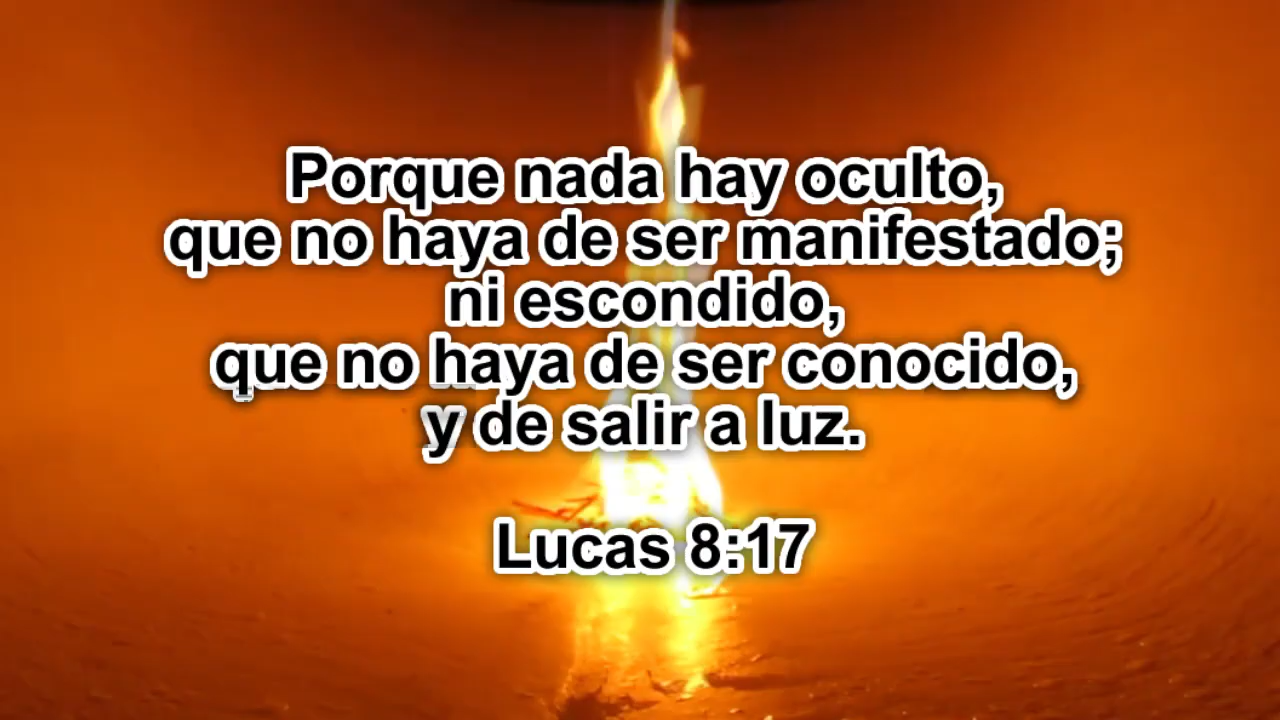 Porque nada hay oculto,
que no haya de ser manifestado;
ni escondido,
que no haya de ser conocido,
y de salir a luz.
Lucas 8:17